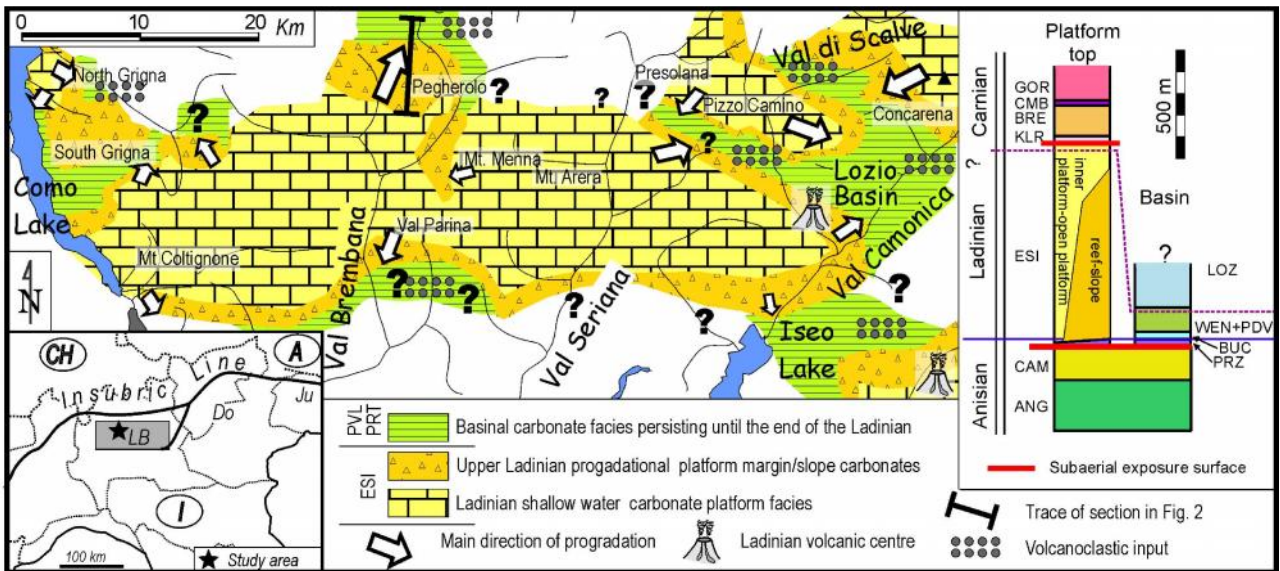 0 10 20 Km
North Grigna
Pegherolo
Presolana
Val di Scalve
?
?
?
?
Pizzo Camino
Concarena
South Grigna
?
Mt. Menna
Mt. Arera
Lozio
Basin
Como
Lake
Val Parina
Mt Coltignone
Val Brembana
?
?
?
?
Val Seriana
?
Val Camonica
?
Iseo
Lake
N
CH
A
Insubric Line
Do
Ju
LB
I
100 km
Study area
PVL
PRT
Basinal carbonate facies persisting until the end of the Ladinian
ESI
Upper Ladinian progadational platform margin/slope carbonates
Ladinian shallow water carbonate platform facies
Main direction of progradation
Ladinian volcanic centre
Platform
top
500 m
Carnian
GOR
CMB
BRE
KLR
?
Ladinian
ESI
inner
platform-open platform
reef-slope
Basin
?
LOZ
WEN+PDV
BUC
PRZ
Anisian
CAM
ANG
Subaerial exposure surface
Trace of section in Fig. 2
Volcanoclastic input